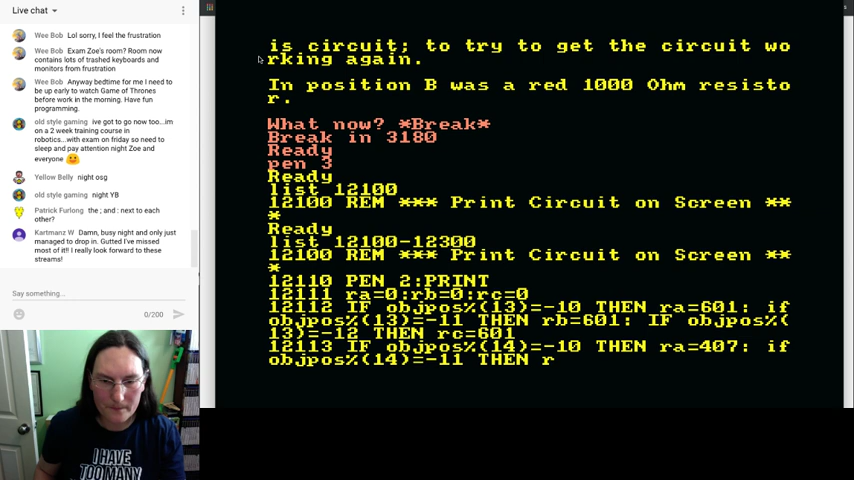 Live chat
Wee Bob Lol sorry, I feel the frustration
Wee Bob Exam Zoe's room? Room now
contains lots of trashed keyboards and
monitors from frustration
Wee Bob Anyway bedtime for me I need to
be up early to watch Game of Thrones
before work in the morning. Have fun
programming.
old style gaming ive got to go now too...im
on a 2 week training course in
robotics...with exam on friday so need to
sleep and pay attention night Zoe and
everyone
Yellow Belly night osg
old style gaming night YB
Patrick Furlong the ; and : next to each
other?
Kartmanz W Damn, busy night and only just
managed to drop in. Gutted I've missed
most of it!! I really look forward to these
streams!
Say something...
0/200
is circuit; to try to get the circuit wo
rking again.
In position B was a red 1000 Ohm resisto
r.
What now? *Break*
Break in 3180
Ready
pen 3
Ready
list 12100
12100 REM *** Print Circuit on Screen **
*
Ready
list 12100-12300
12100 REM *** Print Circuit on Screen **
*
12110 PEN 2:PRINT
12111 ra=0:rb=0:rc=0
12112 IF objpos%(13)=-10 THEN ra=601: if
objpos%(13)=-11 THEN rb=601: IF objpos%(
13)=-12 THEN rc=601
12113 IF objpos%(14)=-10 THEN ra=407: if
objpos%(14)=-11 THEN r
I HAVE
TOO MANY